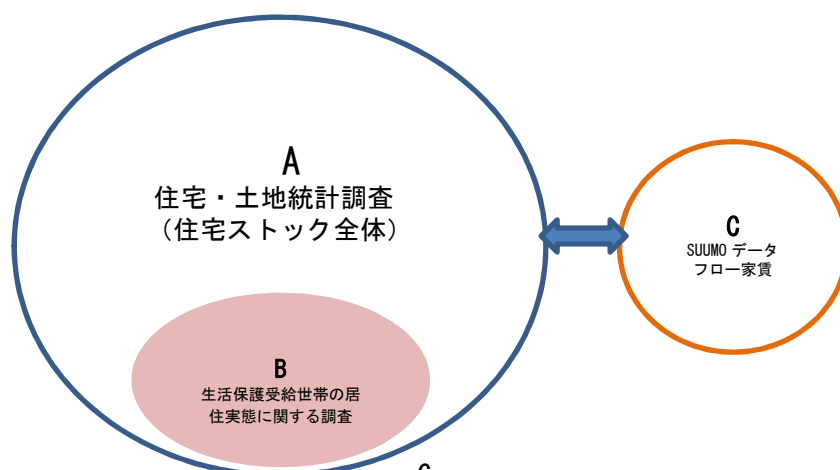 A
住宅・土地統計調査
（住宅ストック全体）
C
SUUMO データ
フロー家賃
B
生活保護受給世帯の居
住実態に関する調査